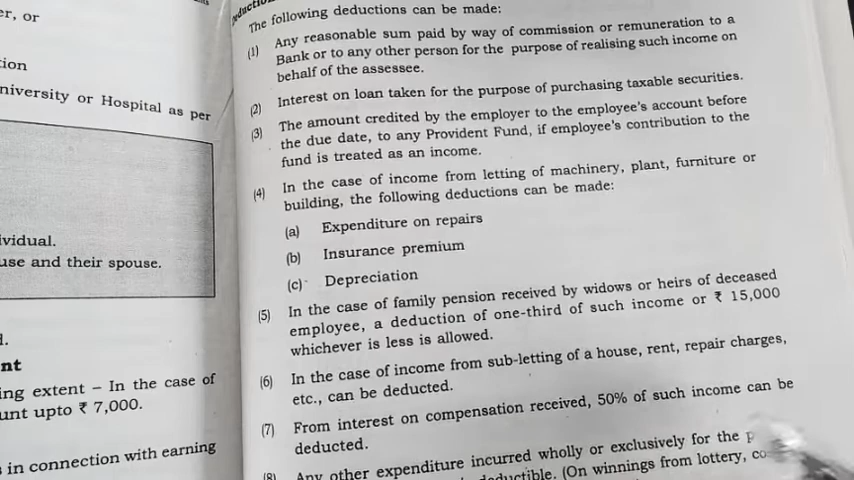 er, or
tion
niversity or Hospital as per
ividual.
use and their spouse.
d.
nt
ing extent – In the case of
unt upto ₹ 7,000.
s in connection with earning
The following deductions can be made:
(1) Any reasonable sum paid by way of commission or remuneration to a
Bank or to any other person for the purpose of realising such income on
behalf of the assessee.
(2) Interest on loan taken for the purpose of purchasing taxable securities.
(3) The amount credited by the employer to the employee's account before
the due date, to any Provident Fund, if employee's contribution to the
fund is treated as an income.
(4) In the case of income from letting of machinery, plant, furniture or
building, the following deductions can be made:
(a) Expenditure on repairs
(b) Insurance premium
(c) Depreciation
(5) In the case of family pension received by widows or heirs of deceased
employee, a deduction of one-third of such income or ₹ 15,000
whichever is less is allowed.
(6) In the case of income from sub-letting of a house, rent, repair charges,
etc., can be deducted.
(7) From interest on compensation received, 50% of such income can be
deducted.
(8) Any other expenditure incurred wholly or exclusively for the
deductible. (On winnings from lottery,